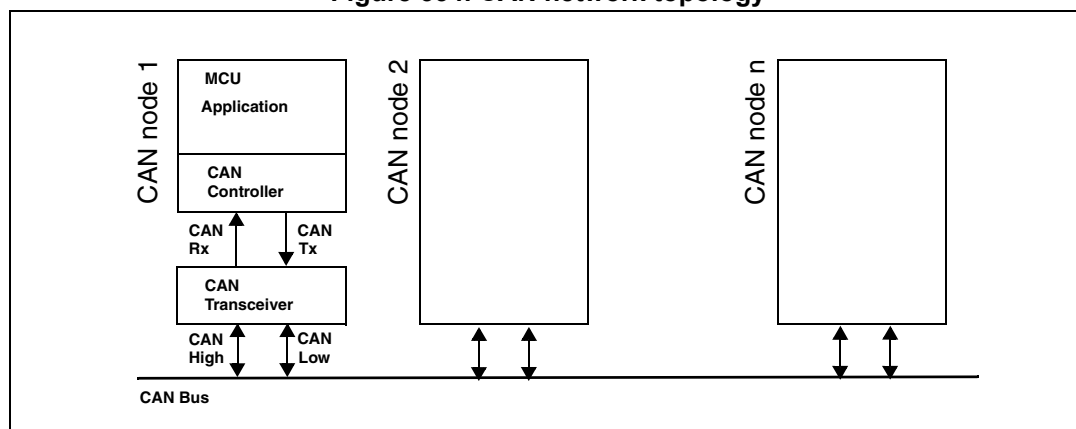 CAN node 1
MCU
Application
CAN
Controller
CAN
Rx
CAN
Tx
CAN
Transceiver
CAN
High
CAN
Low
CAN node 2
CAN node n
CAN Bus